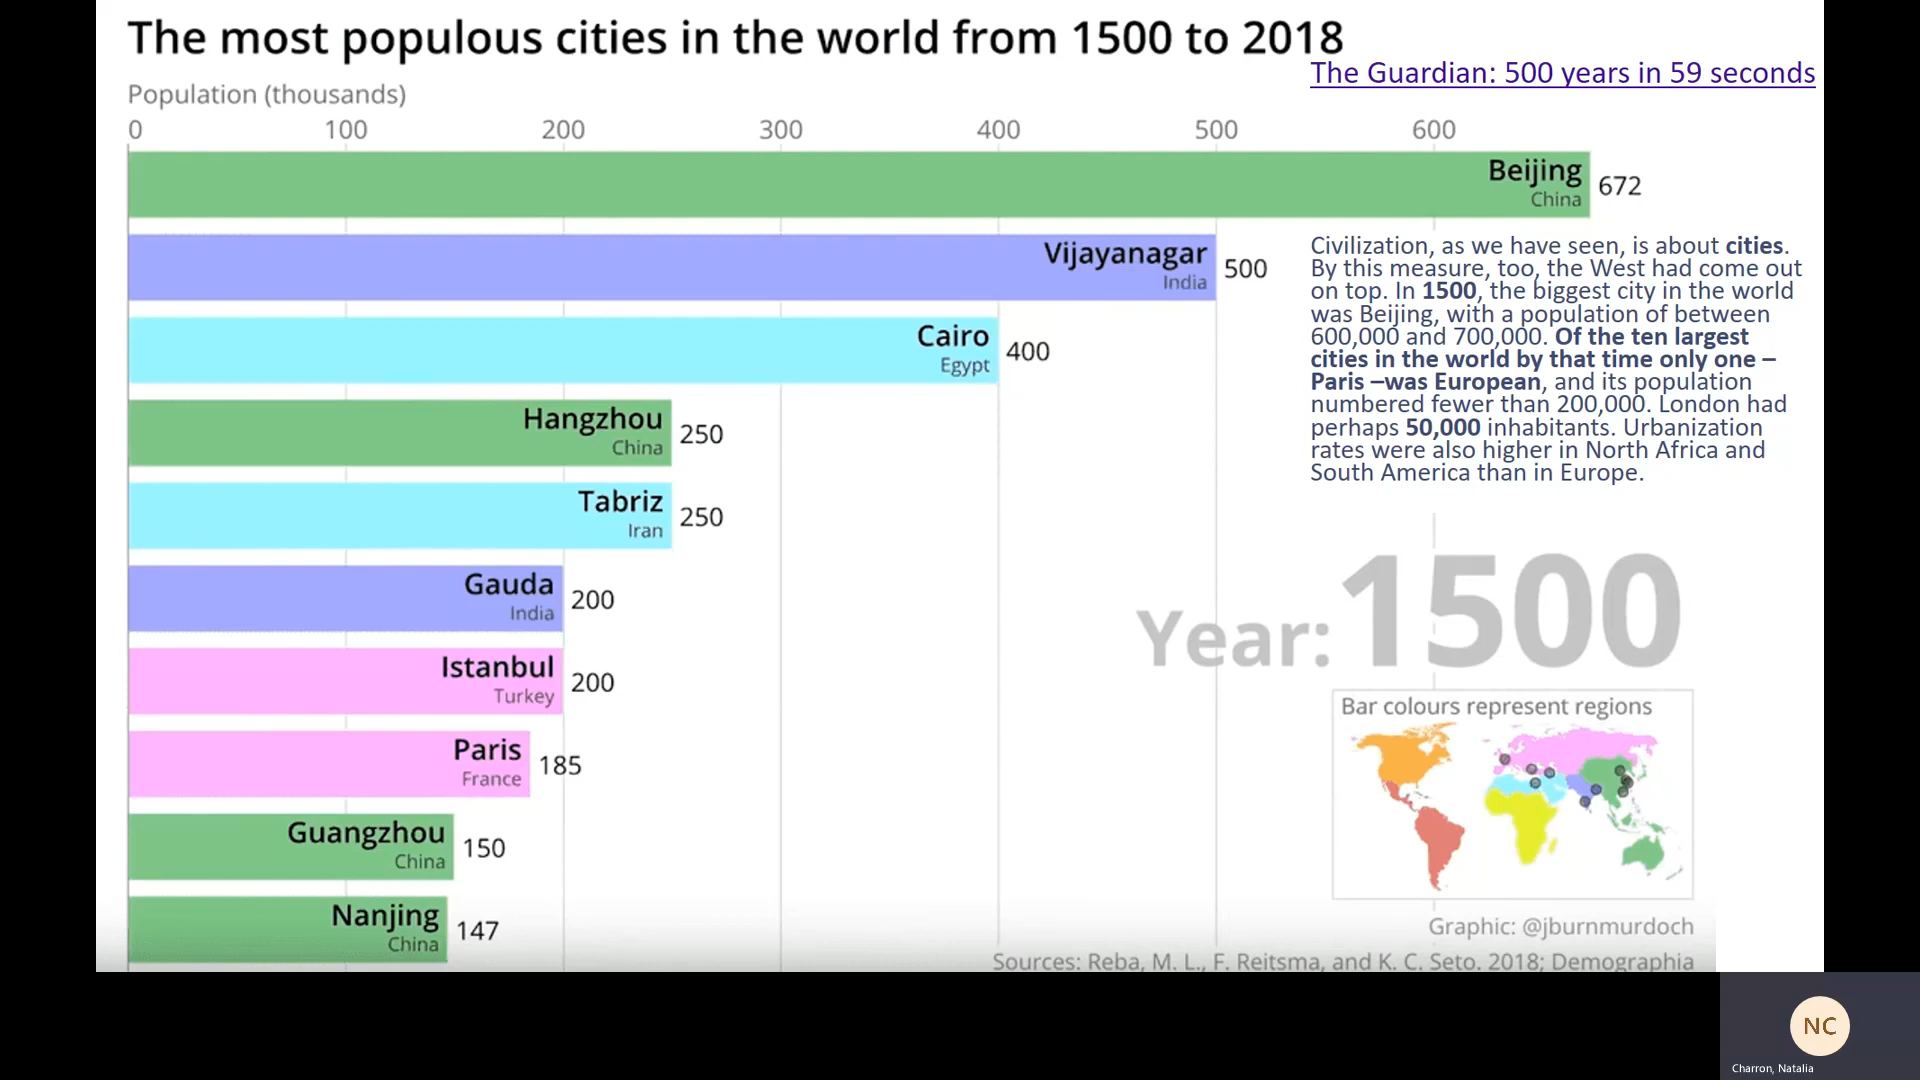 The most populous cities in the world from 1500 to 2018
The Guardian: 500 years in 59 seconds
Population (thousands)
0 100 200 300 400 500 600
Beijing
China
672
Vijayanagar
India
500
Cairo
Egypt
400
Hangzhou
China
250
Tabriz
Iran
250
Gauda
India
200
Istanbul
Turkey
200
Paris
France
185
Guangzhou
China
150
Nanjing
China
147
Civilization, as we have seen, is about cities.
By this measure, too, the West had come out
on top. In 1500, the biggest city in the world
was Beijing, with a population of between
600,000 and 700,000. Of the ten largest
cities in the world by that time only one –
Paris –was European, and its population
numbered fewer than 200,000. London had
perhaps 50,000 inhabitants. Urbanization
rates were also higher in North Africa and
South America than in Europe.
Year: 1500
Bar colours represent regions
Graphic: @jburnmurdoch
Sources: Reba, M. L., F. Reitsma, and K. C. Seto. 2018; Demographia
NC
Charron, Natalia